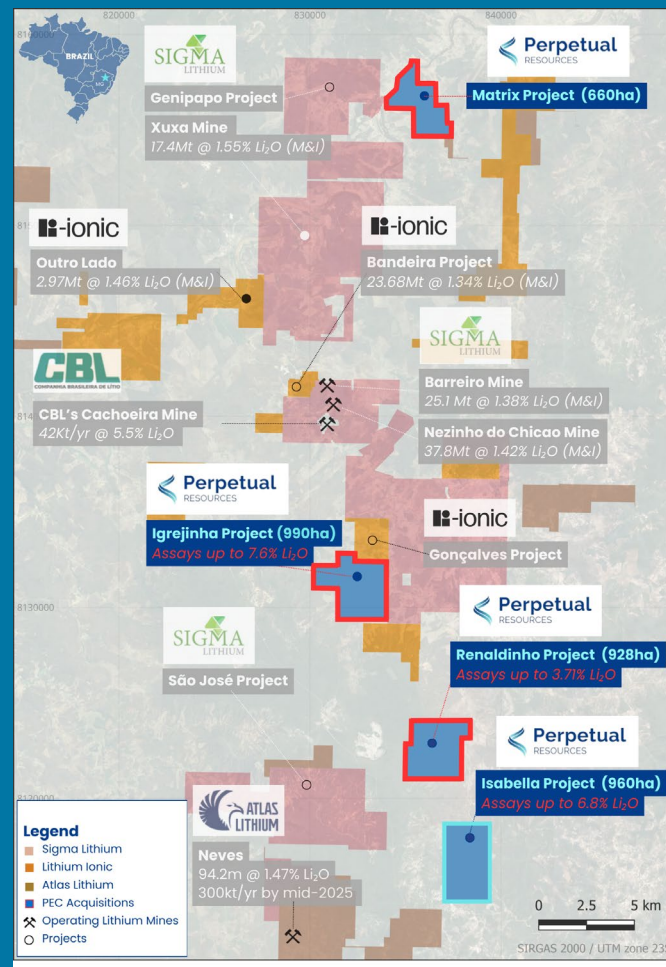 820000
830000
840000
8160000
BRAZIL
MG
SIGMA
LITHIUM
Perpetual
RESOURCES
Genipapo Project
Matrix Project (660ha)
Xuxa Mine
17.4Mt @ 1.55% Li₂O (M&I)
-ionic
-ionic
Outro Lado
2.97Mt @ 1.46% Li₂O (M&I)
Bandeira Project
23.68Mt @ 1.34% Li₂O (M&I)
SIGMA
LITHIUM
CBL
COMPANHIA BRASILEIRA DE LÍTIO
Barreiro Mine
25.1 Mt @ 1.38% Li₂O (M&I)
CBL's Cachoeira Mine
42Kt/yr @ 5.5% Li₂O
Nezinho do Chicao Mine
37.8Mt @ 1.42% Li₂O (M&I)
Perpetual
RESOURCES
Igrejinha Project (990ha)
Assays up to 7.6% Li₂O
-ionic
Gonçalves Project
8130000
Perpetual
RESOURCES
SIGMA
LITHIUM
Renaldinho Project (928ha)
Assays up to 3.71% Li₂O
São José Project
Perpetual
RESOURCES
Isabella Project (960ha)
Assays up to 6.8% Li₂O
8120000
ATLAS
LITHIUM
Neves
94.2m @ 1.47% Li₂O
300kt/yr by mid-2025
Legend
Sigma Lithium
Lithium Ionic
Atlas Lithium
PEC Acquisitions
Operating Lithium Mines
Projects
0 2.5 5 km
SIRGAS 2000 / UTM zone 23S